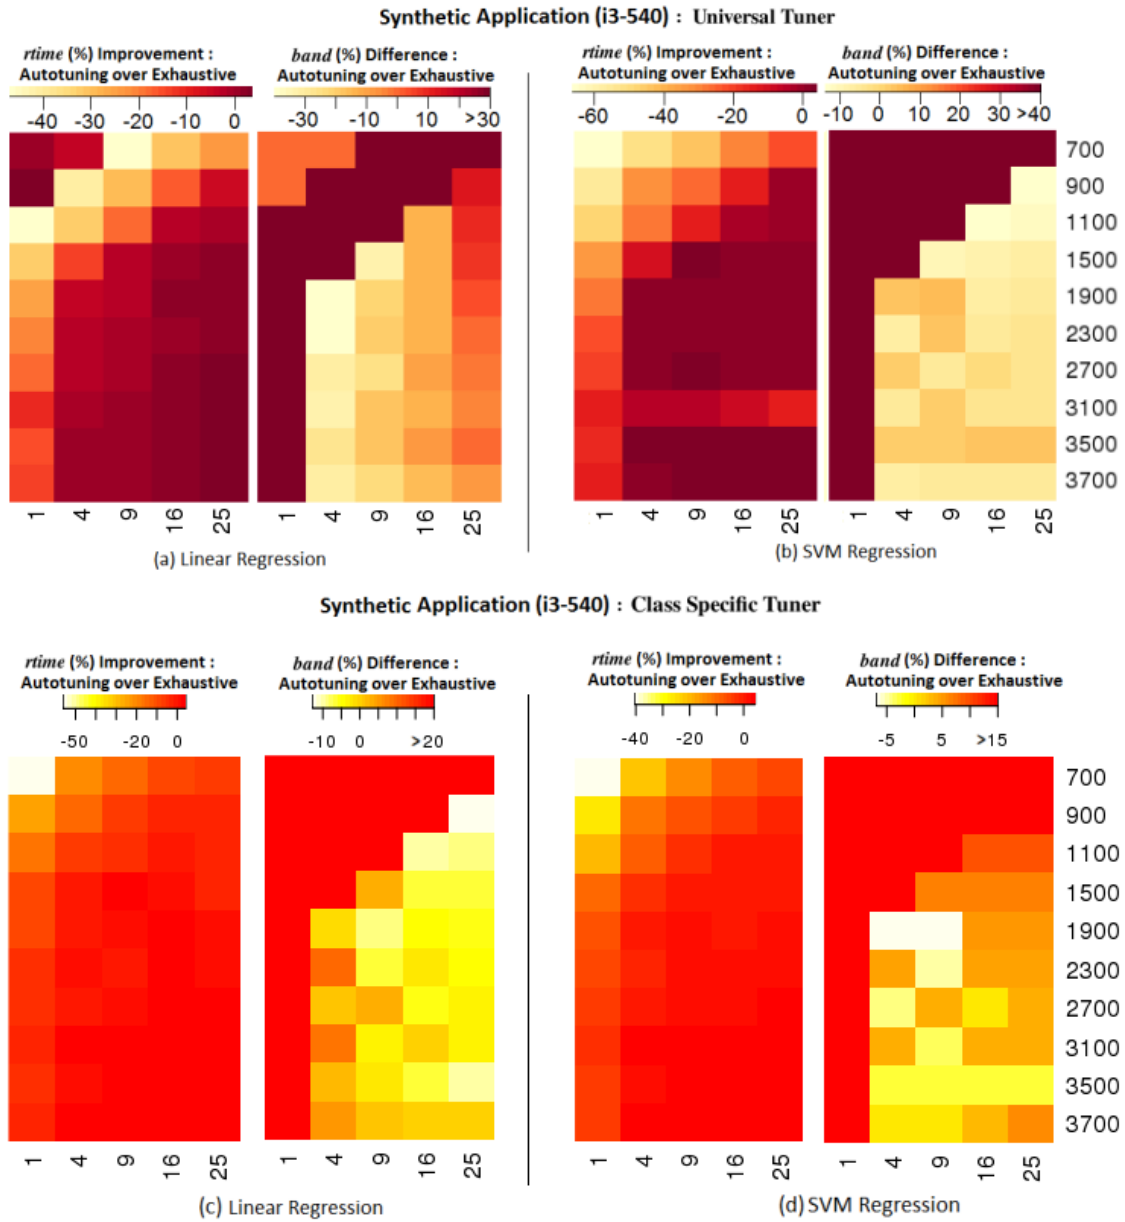 Synthetic Application (i3-540) : Universal Tuner
rtime (%) Improvement :
Autotuning over Exhaustive
band (%) Difference :
Autotuning over Exhaustive
rtime (%) Improvement :
Autotuning over Exhaustive
band (%) Difference :
Autotuning over Exhaustive
-40 -30 -20 -10 0
-30 -10 10 >30
-60 -40 -20 0
-10 0 10 20 30 >40
700
900
1100
1500
1900
2300
2700
3100
3500
3700
1 4 9 16 25
1 4 9 16 25
1 4 9 16 25
1 4 9 16 25
(a) Linear Regression
(b) SVM Regression
Synthetic Application (i3-540) : Class Specific Tuner
rtime (%) Improvement :
Autotuning over Exhaustive
band (%) Difference :
Autotuning over Exhaustive
rtime (%) Improvement :
Autotuning over Exhaustive
band (%) Difference :
Autotuning over Exhaustive
-50 -20 0
-10 0 >20
-40 -20 0
-5 5 >15
700
900
1100
1500
1900
2300
2700
3100
3500
3700
1 4 9 16 25
1 4 9 16 25
1 4 9 16 25
1 4 9 16 25
(c) Linear Regression
(d) SVM Regression